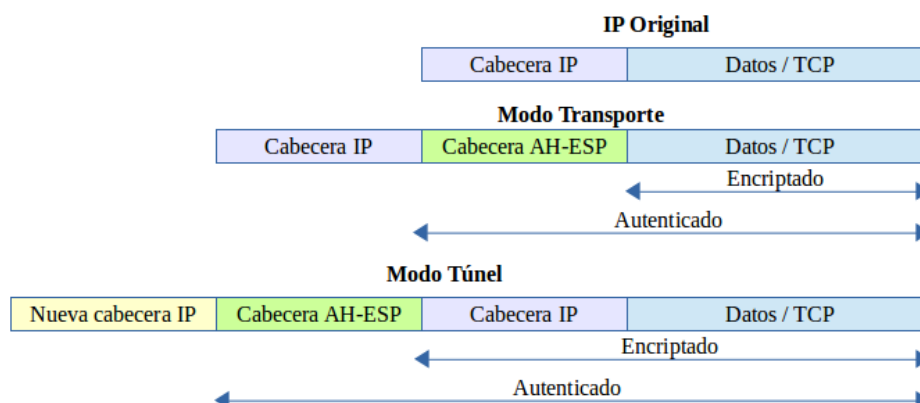 IP Original
Cabecera IP Datos / TCP
Modo Transporte
Cabecera IP Cabecera AH-ESP Datos / TCP
Encriptado
Autenticado
Modo Túnel
Nueva cabecera IP Cabecera AH-ESP Cabecera IP Datos / TCP
Encriptado
Autenticado